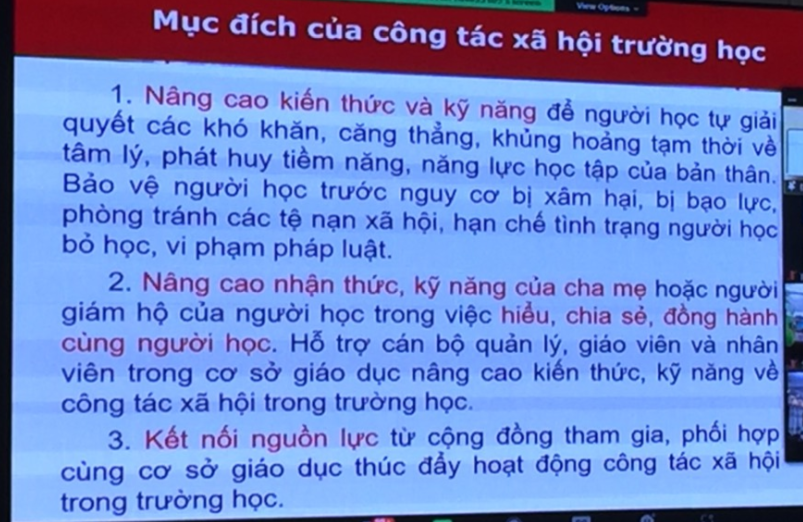 View Options
Mục đích của công tác xã hội trường học
1. Nâng cao kiến thức và kỹ năng để người học tự giải
quyết các khó khăn, căng thẳng, khủng hoảng tạm thời về
tâm lý, phát huy tiềm năng, năng lực học tập của bản thân.
Bảo vệ người học trước nguy cơ bị xâm hại, bị bạo lực,
phòng tránh các tệ nạn xã hội, hạn chế tình trạng người học
bỏ học, vi phạm pháp luật.
2. Nâng cao nhận thức, kỹ năng của cha mẹ hoặc người
giám hộ của người học trong việc hiểu, chia sẻ, đồng hành
cùng người học. Hỗ trợ cán bộ quản lý, giáo viên và nhân
viên trong cơ sở giáo dục nâng cao kiến thức, kỹ năng về
công tác xã hội trong trường học.
3. Kết nối nguồn lực từ cộng đồng tham gia, phối hợp
cùng cơ sở giáo dục thúc đẩy hoạt động công tác xã hội
trong trường học.